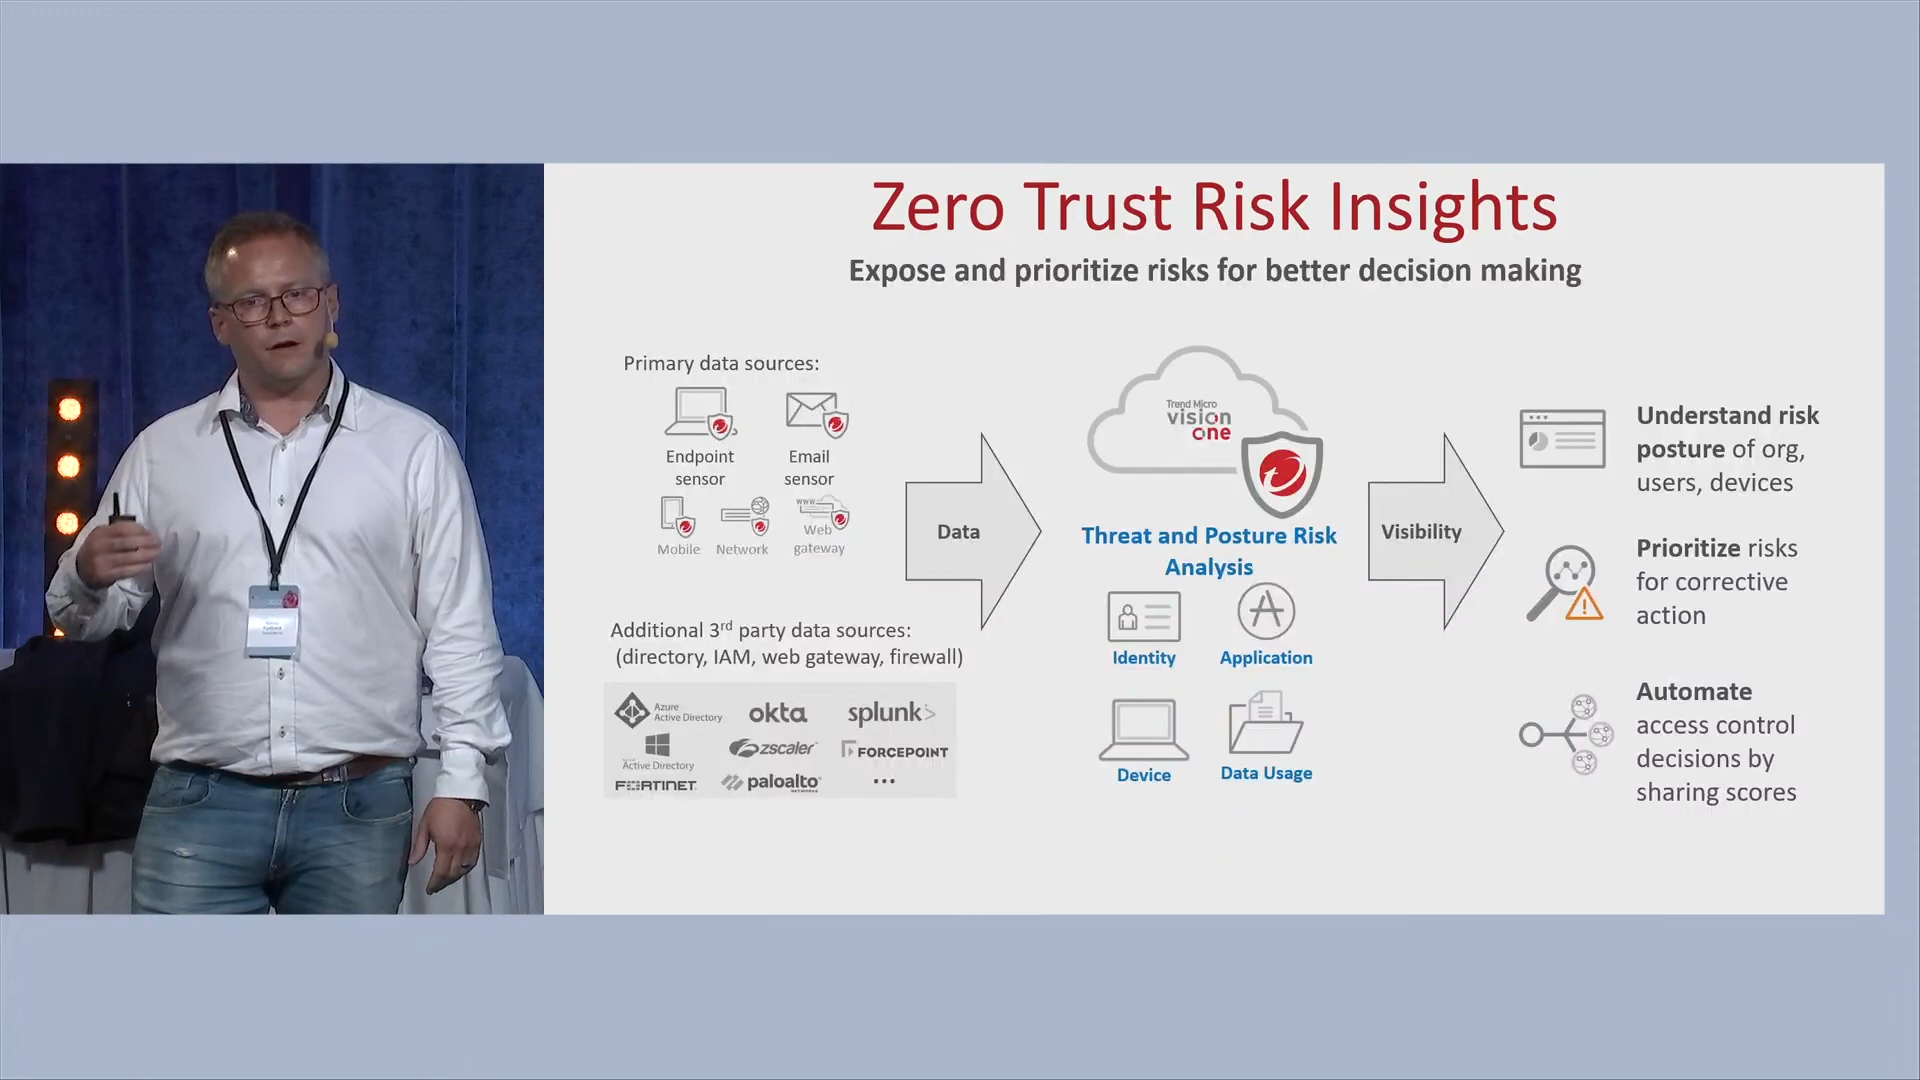 Zero Trust Risk Insights
Expose and prioritize risks for better decision making
Primary data sources:
Endpoint
sensor
Email
sensor
Mobile
Network
www
Web
gateway
Additional 3rd party data sources:
(directory, IAM, web gateway, firewall)
Azure
Active Directory
okta
splunk>
Active Directory
zscaler
FORCEPOINT
FORTINET
paloalto
NETWORKS
...
Data
Trend Micro
vision
one
Threat and Posture Risk
Analysis
Identity
Application
Device
Data Usage
Visibility
Understand risk
posture of org,
users, devices
Prioritize risks
for corrective
action
Automate
access control
decisions by
sharing scores